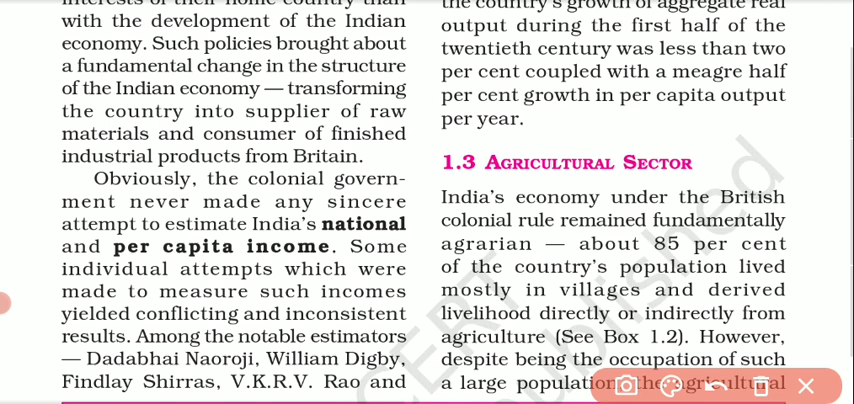 interests of their home country than
with the development of the Indian
economy. Such policies brought about
a fundamental change in the structure
of the Indian economy — transforming
the country into supplier of raw
materials and consumer of finished
industrial products from Britain.
Obviously, the colonial govern-
ment never made any sincere
attempt to estimate India's national
and per capita income. Some
individual attempts which were
made to measure such incomes
yielded conflicting and inconsistent
results. Among the notable estimators
— Dadabhai Naoroji, William Digby,
Findlay Shirras, V.K.R.V. Rao and
the country's growth of aggregate real
output during the first half of the
twentieth century was less than two
per cent coupled with a meagre half
per cent growth in per capita output
per year.
1.3 AGRICULTURAL SECTOR
India's economy under the British
colonial rule remained fundamentally
agrarian — about 85 per cent
of the country's population lived
mostly in villages and derived
livelihood directly or indirectly from
agriculture (See Box 1.2). However,
despite being the occupation of such
a large population, the agricultural